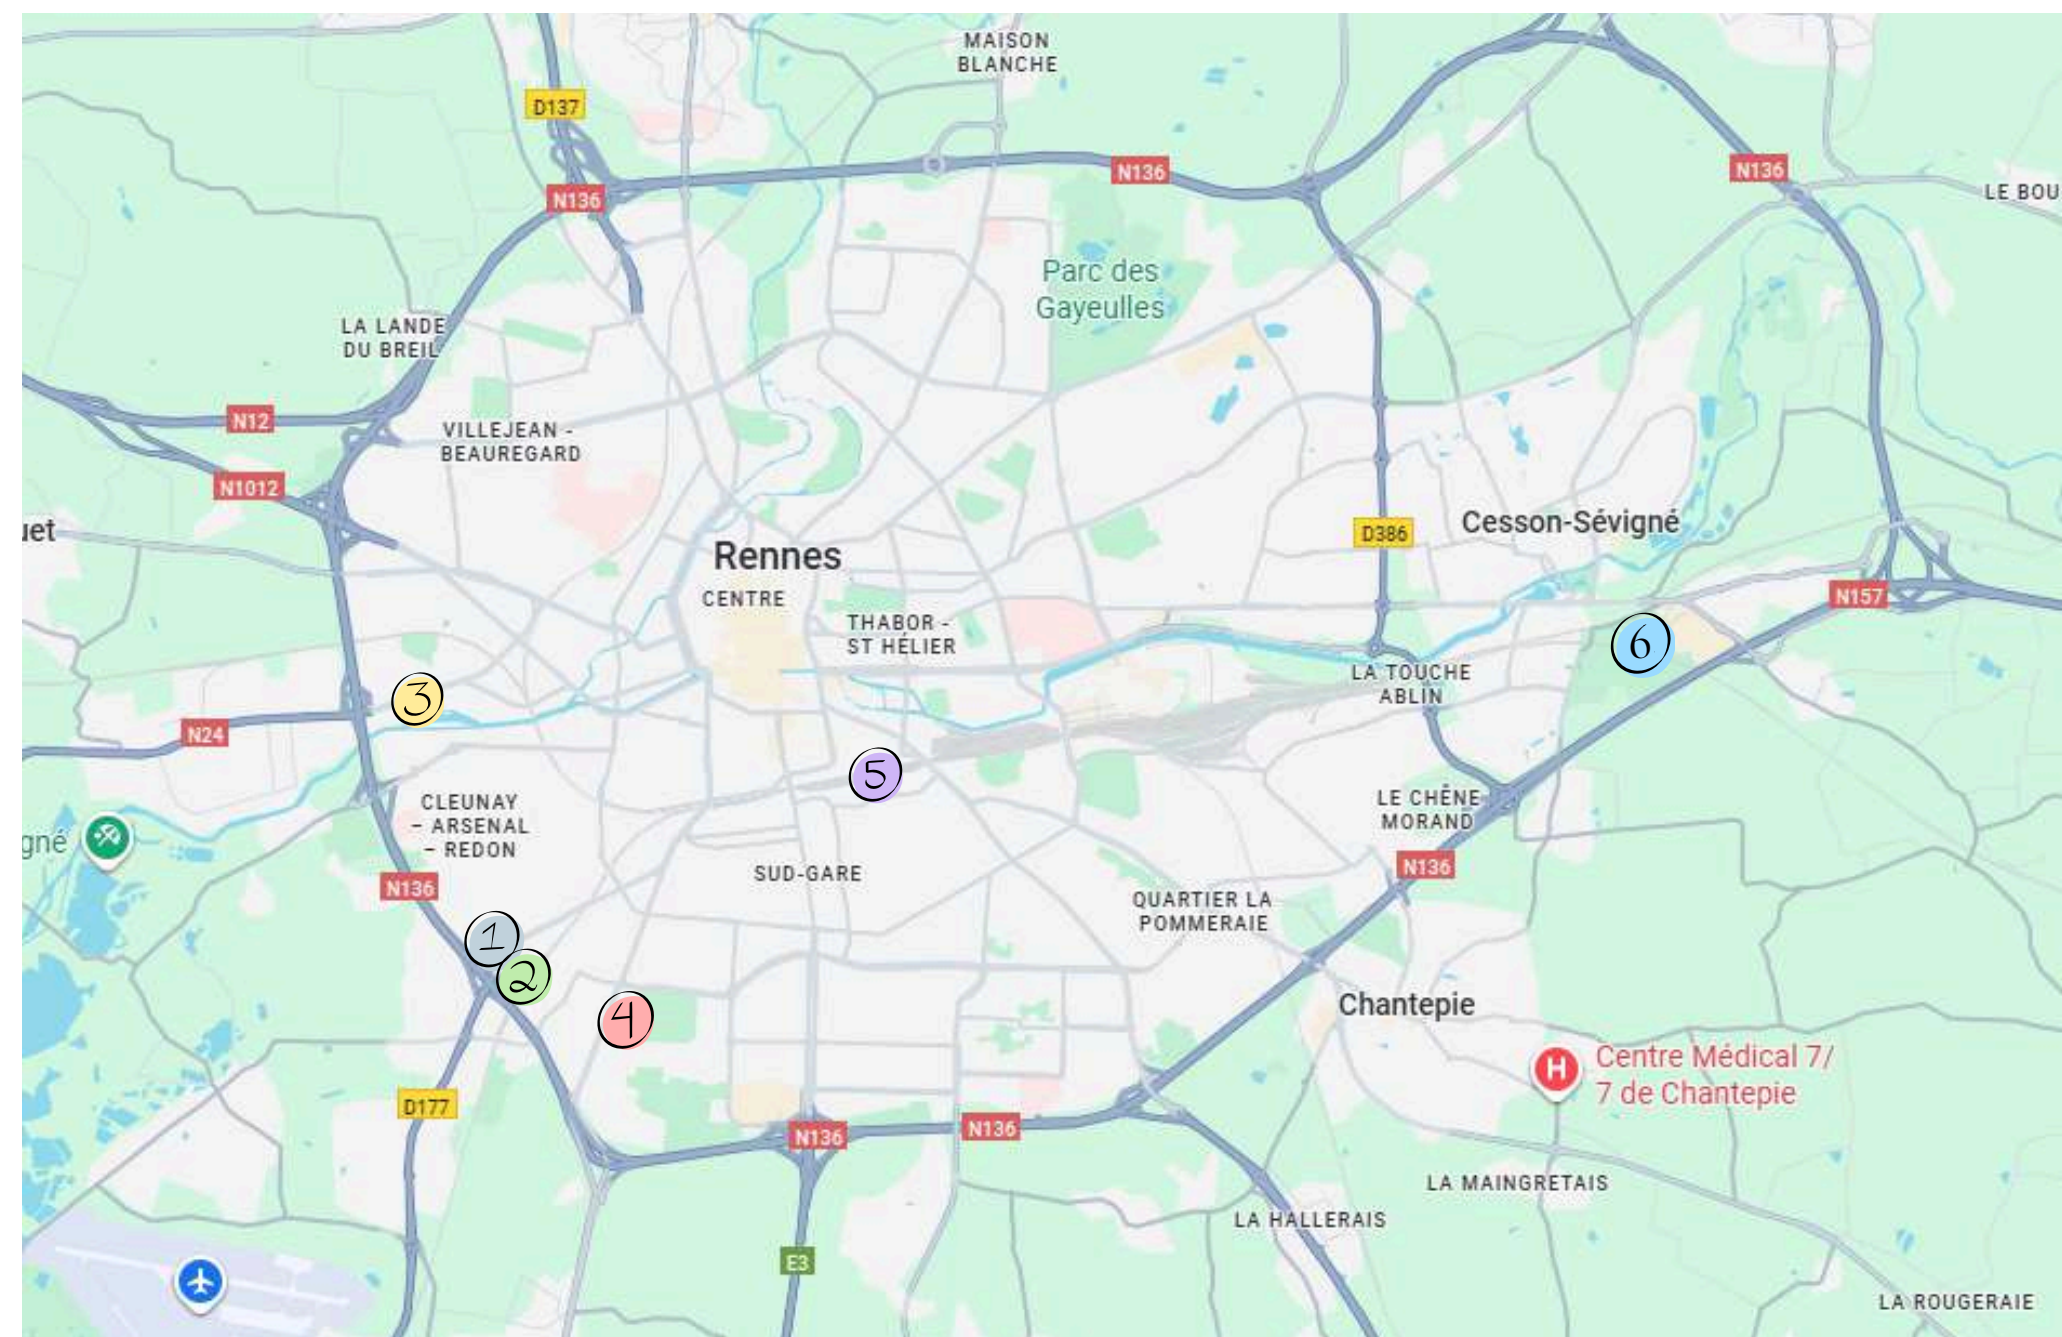 MAISON
BLANCHE
D137
N136
N136
N136
LE BOU
Parc des
Gayeulles
LA LANDE
DU BREIL
N12
VILLEJEAN -
BEAUREGARD
N1012
uet
Rennes
CENTRE
D386
Cesson-Sévigné
THABOR -
ST HÉLIER
N157
6
LA TOUCHE
ABLIN
3
N24
5
CLEUNAY
– ARSENAL
– REDON
gné
LE CHÊNE
MORAND
N136
SUD-GARE
N136
QUARTIER LA
POMMERAIE
1
2
4
Chantepie
H
Centre Médical 7/
7 de Chantepie
D177
N136
N136
LA MAINGRETAIS
LA HALLERAIS
E3
LA ROUGERAIE